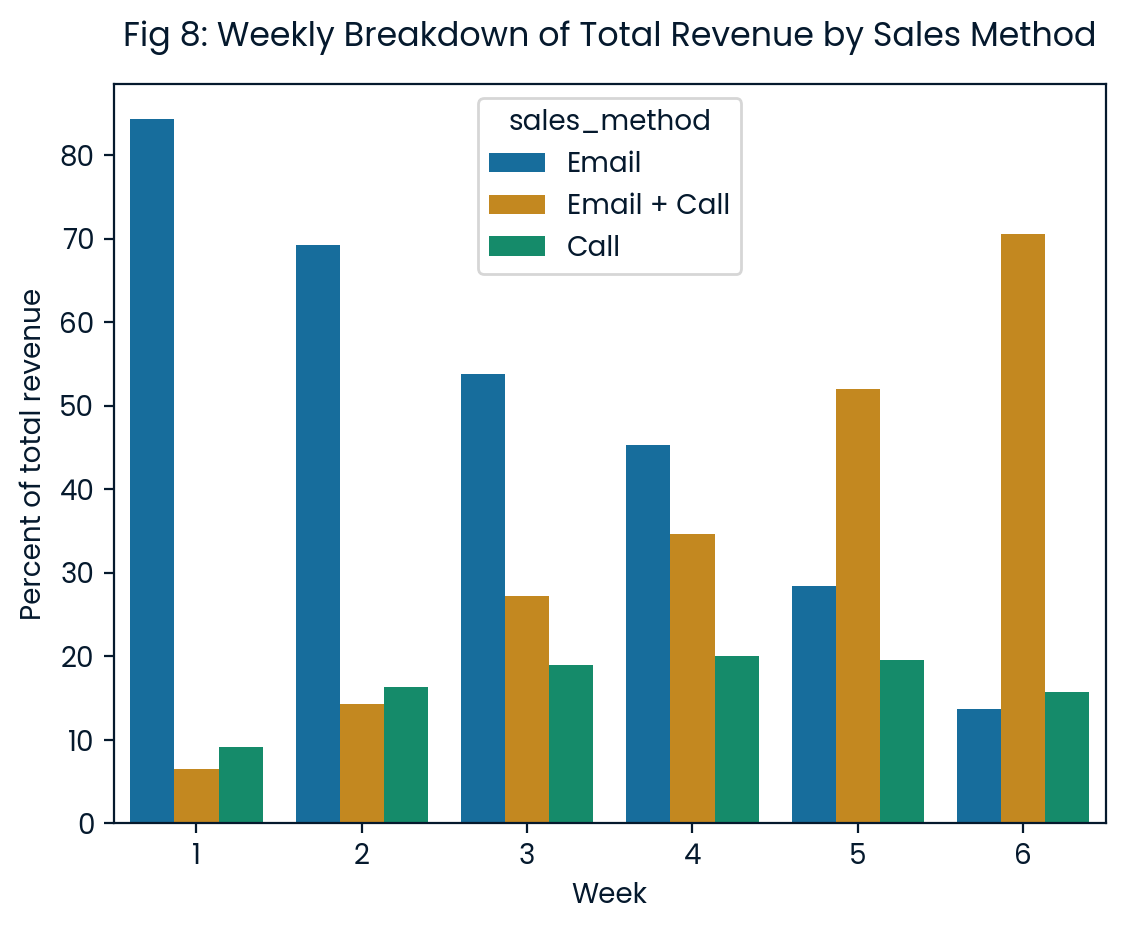 Fig 8: Weekly Breakdown of Total Revenue by Sales Method
sales_method
Email
Email + Call
Call
Percent of total revenue
80
70
60
50
40
30
20
10
0
1 2 3 4 5 6
Week